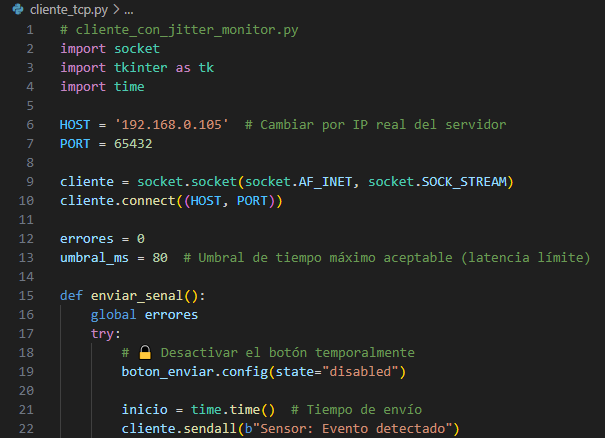 cliente_tcp.py > ...
1 # cliente_con_jitter_monitor.py
2 import socket
3 import tkinter as tk
4 import time
5
6 HOST = '192.168.0.105'  # Cambiar por IP real del servidor
7 PORT = 65432
8
9 cliente = socket.socket(socket.AF_INET, socket.SOCK_STREAM)
10 cliente.connect((HOST, PORT))
11
12 errores = 0
13 umbral_ms = 80  # Umbral de tiempo máximo aceptable (latencia límite)
14
15 def enviar_senal():
16     global errores
17     try:
18         # 🔒 Desactivar el botón temporalmente
19         boton_enviar.config(state="disabled")
20
21         inicio = time.time()  # Tiempo de envío
22         cliente.sendall(b"Sensor: Evento detectado")